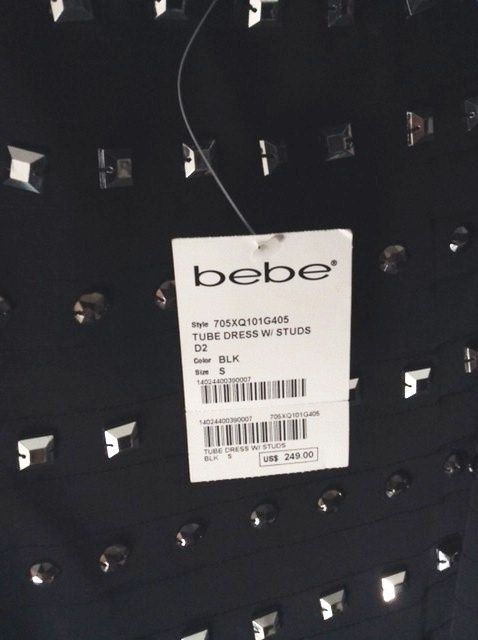 bebe®
Style 705XQ101G405
TUBE DRESS W/ STUDS
D2
Color BLK
Size S
14024400390007
14024400390007 705XQ101G405
TUBE DRESS W/ STUDS
BLK S US$ 249.00